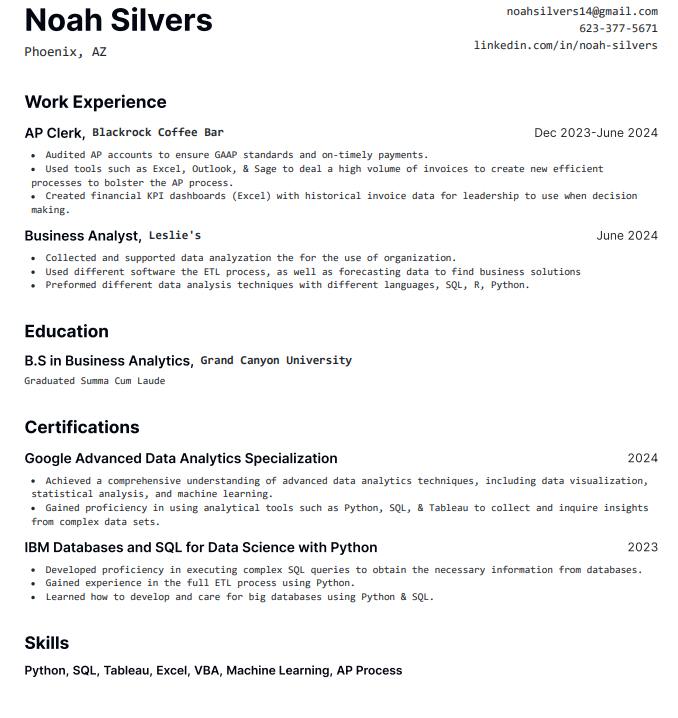 Noah Silvers
noahsilvers14@gmail.com
623-377-5671
Phoenix, AZ
linkedin.com/in/noah-silvers
Work Experience
AP Clerk, Blackrock Coffee Bar Dec 2023-June 2024
• Audited AP accounts to ensure GAAP standards and on-timely payments.
• Used tools such as Excel, Outlook, & Sage to deal a high volume of invoices to create new efficient
processes to bolster the AP process.
• Created financial KPI dashboards (Excel) with historical invoice data for leadership to use when decision
making.
Business Analyst, Leslie's June 2024
• Collected and supported data analyzation the for the use of organization.
• Used different software the ETL process, as well as forecasting data to find business solutions
• Preformed different data analysis techniques with different languages, SQL, R, Python.
Education
B.S in Business Analytics, Grand Canyon University
Graduated Summa Cum Laude
Certifications
Google Advanced Data Analytics Specialization 2024
• Achieved a comprehensive understanding of advanced data analytics techniques, including data visualization,
statistical analysis, and machine learning.
• Gained proficiency in using analytical tools such as Python, SQL, & Tableau to collect and inquire insights
from complex data sets.
IBM Databases and SQL for Data Science with Python 2023
• Developed proficiency in executing complex SQL queries to obtain the necessary information from databases.
• Gained experience in the full ETL process using Python.
• Learned how to develop and care for big databases using Python & SQL.
Skills
Python, SQL, Tableau, Excel, VBA, Machine Learning, AP Process